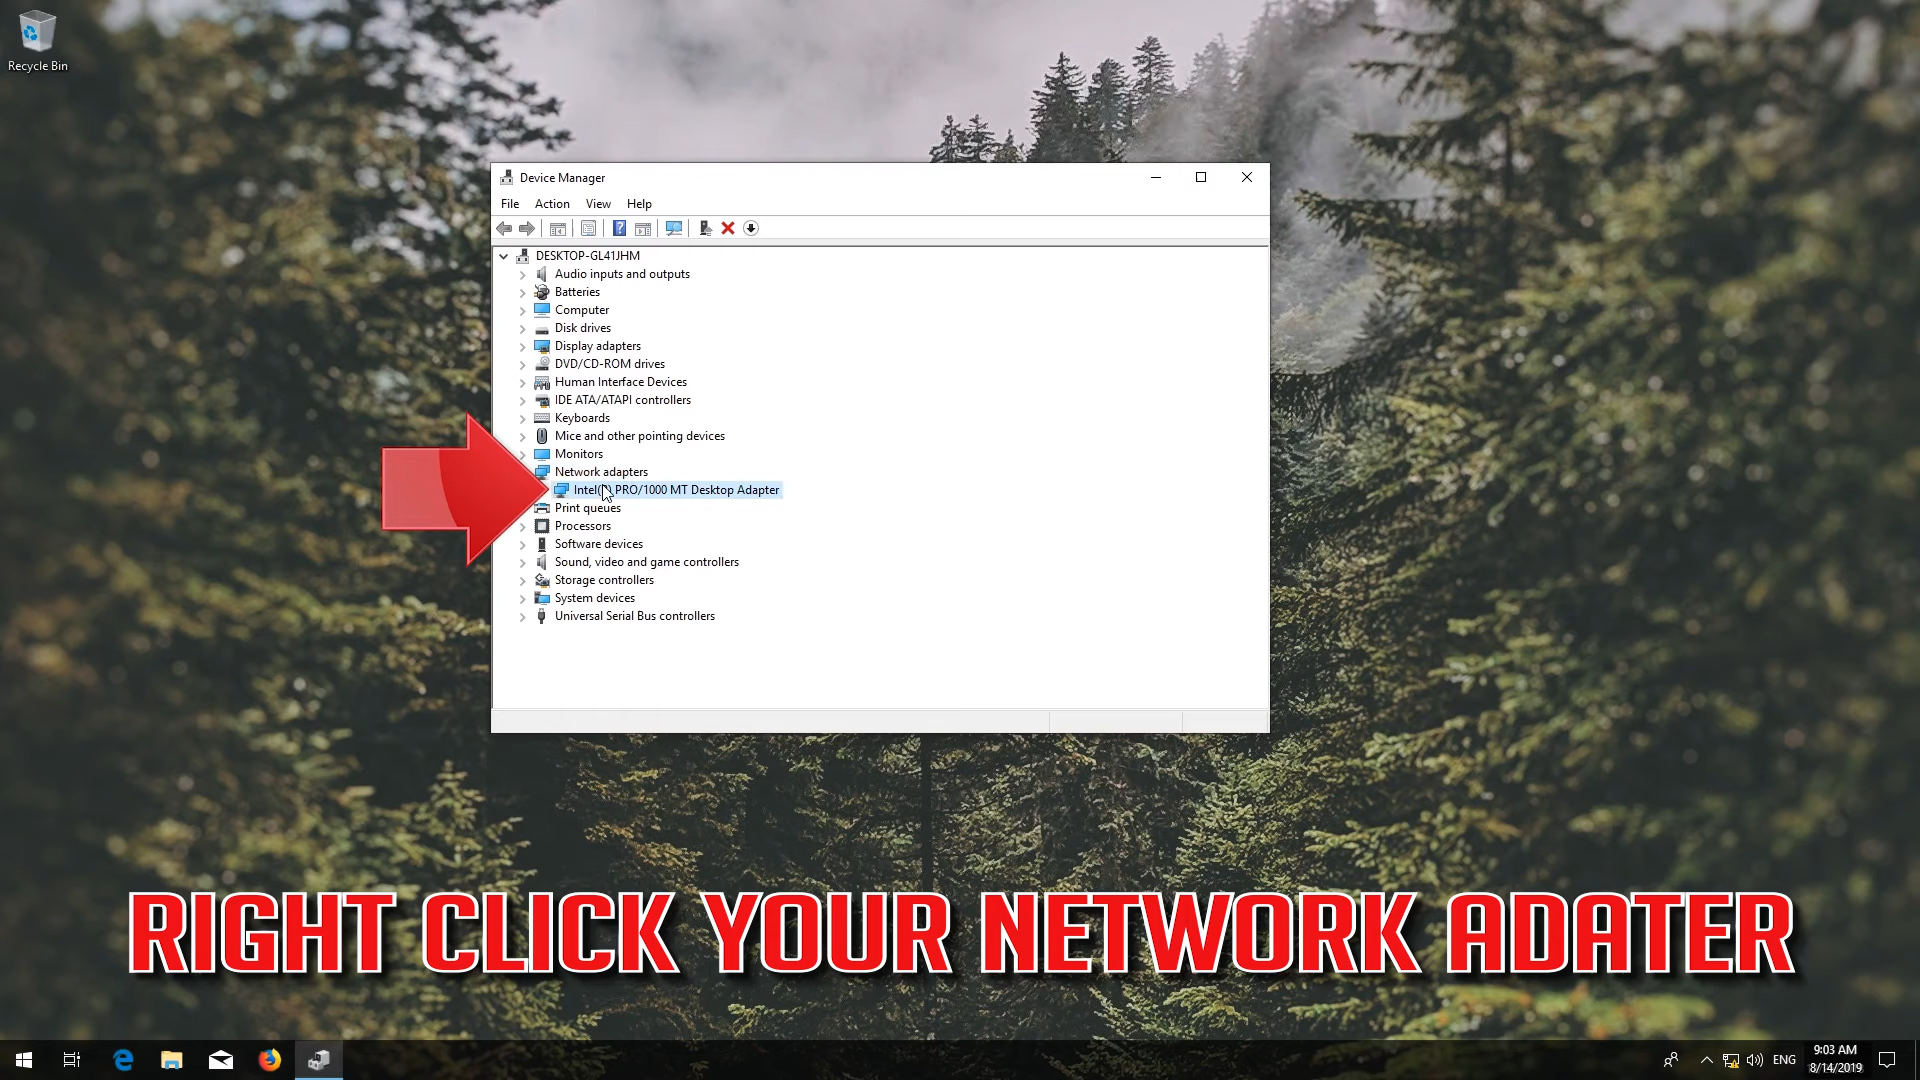 Recycle Bin
Device Manager
File Action View Help
DESKTOP-GL41JHM
Audio inputs and outputs
Batteries
Computer
Disk drives
Display adapters
DVD/CD-ROM drives
Human Interface Devices
IDE ATA/ATAPI controllers
Keyboards
Mice and other pointing devices
Monitors
Network adapters
Intel(R) PRO/1000 MT Desktop Adapter
Print queues
Processors
Software devices
Sound, video and game controllers
Storage controllers
System devices
Universal Serial Bus controllers
RIGHT CLICK YOUR NETWORK ADATER
ENG
9:03 AM
8/14/2019